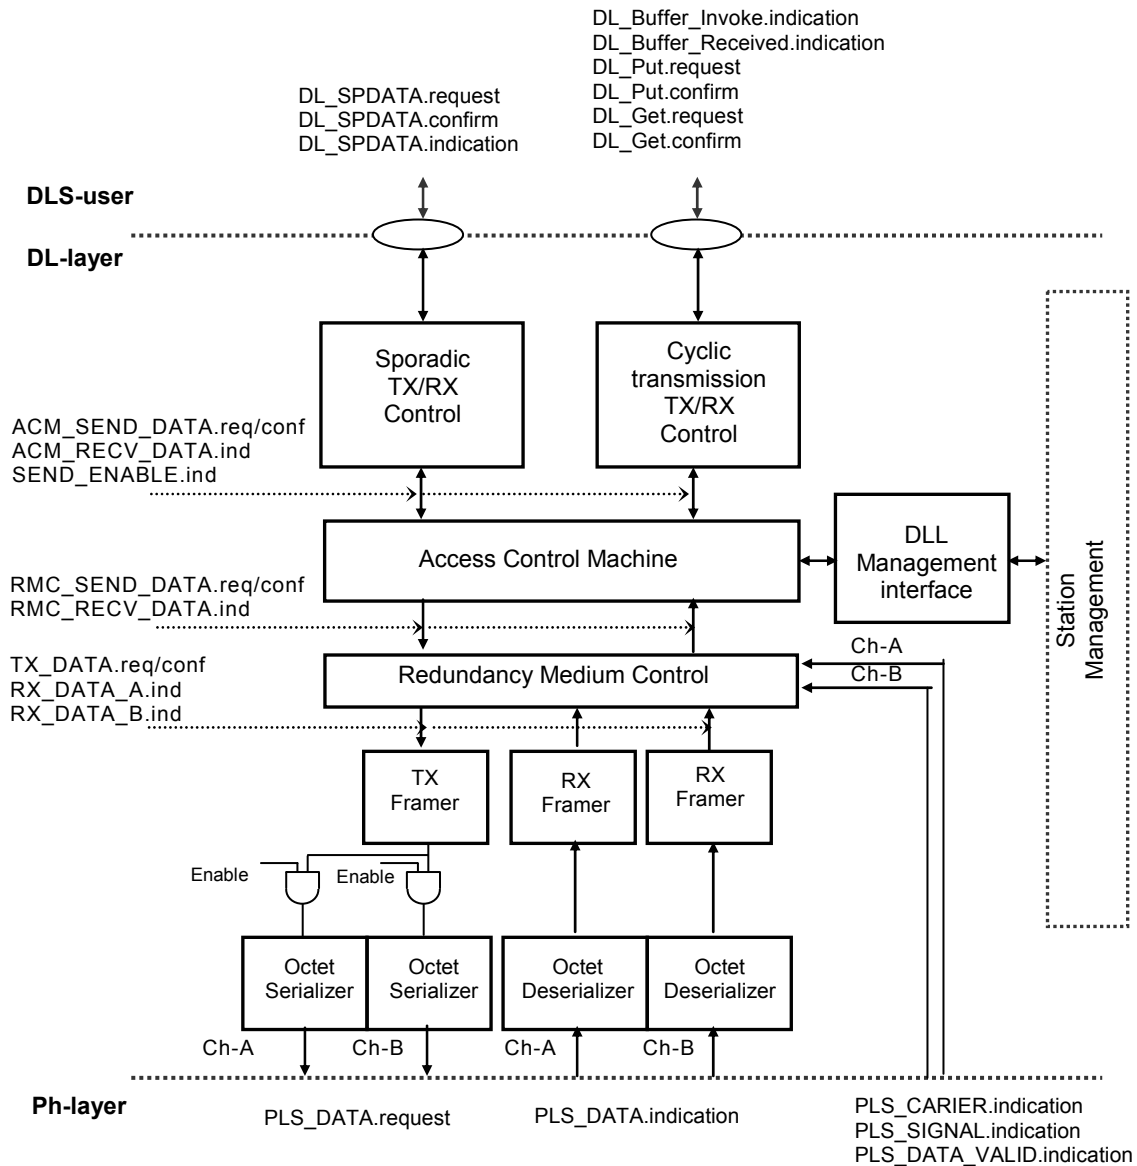 DL_Buffer_Invoke.indication
DL_Buffer_Received.indication
DL_Put.request
DL_Put.confirm
DL_Get.request
DL_Get.confirm
DL_SPDATA.request
DL_SPDATA.confirm
DL_SPDATA.indication
DLS-user
DL-layer
Sporadic
TX/RX
Control
Cyclic
transmission
TX/RX
Control
ACM_SEND_DATA.req/conf
ACM_RECV_DATA.ind
SEND_ENABLE.ind
Access Control Machine
DLL
Management
interface
Station
Management
RMC_SEND_DATA.req/conf
RMC_RECV_DATA.ind
Ch-A
Ch-B
Redundancy Medium Control
TX_DATA.req/conf
RX_DATA_A.ind
RX_DATA_B.ind
TX
Framer
RX
Framer
RX
Framer
Enable
Enable
Octet
Serializer
Octet
Serializer
Octet
Deserializer
Octet
Deserializer
Ch-A
Ch-B
Ch-A
Ch-B
Ph-layer
PLS_DATA.request
PLS_DATA.indication
PLS_CARIER.indication
PLS_SIGNAL.indication
PLS_DATA_VALID.indication